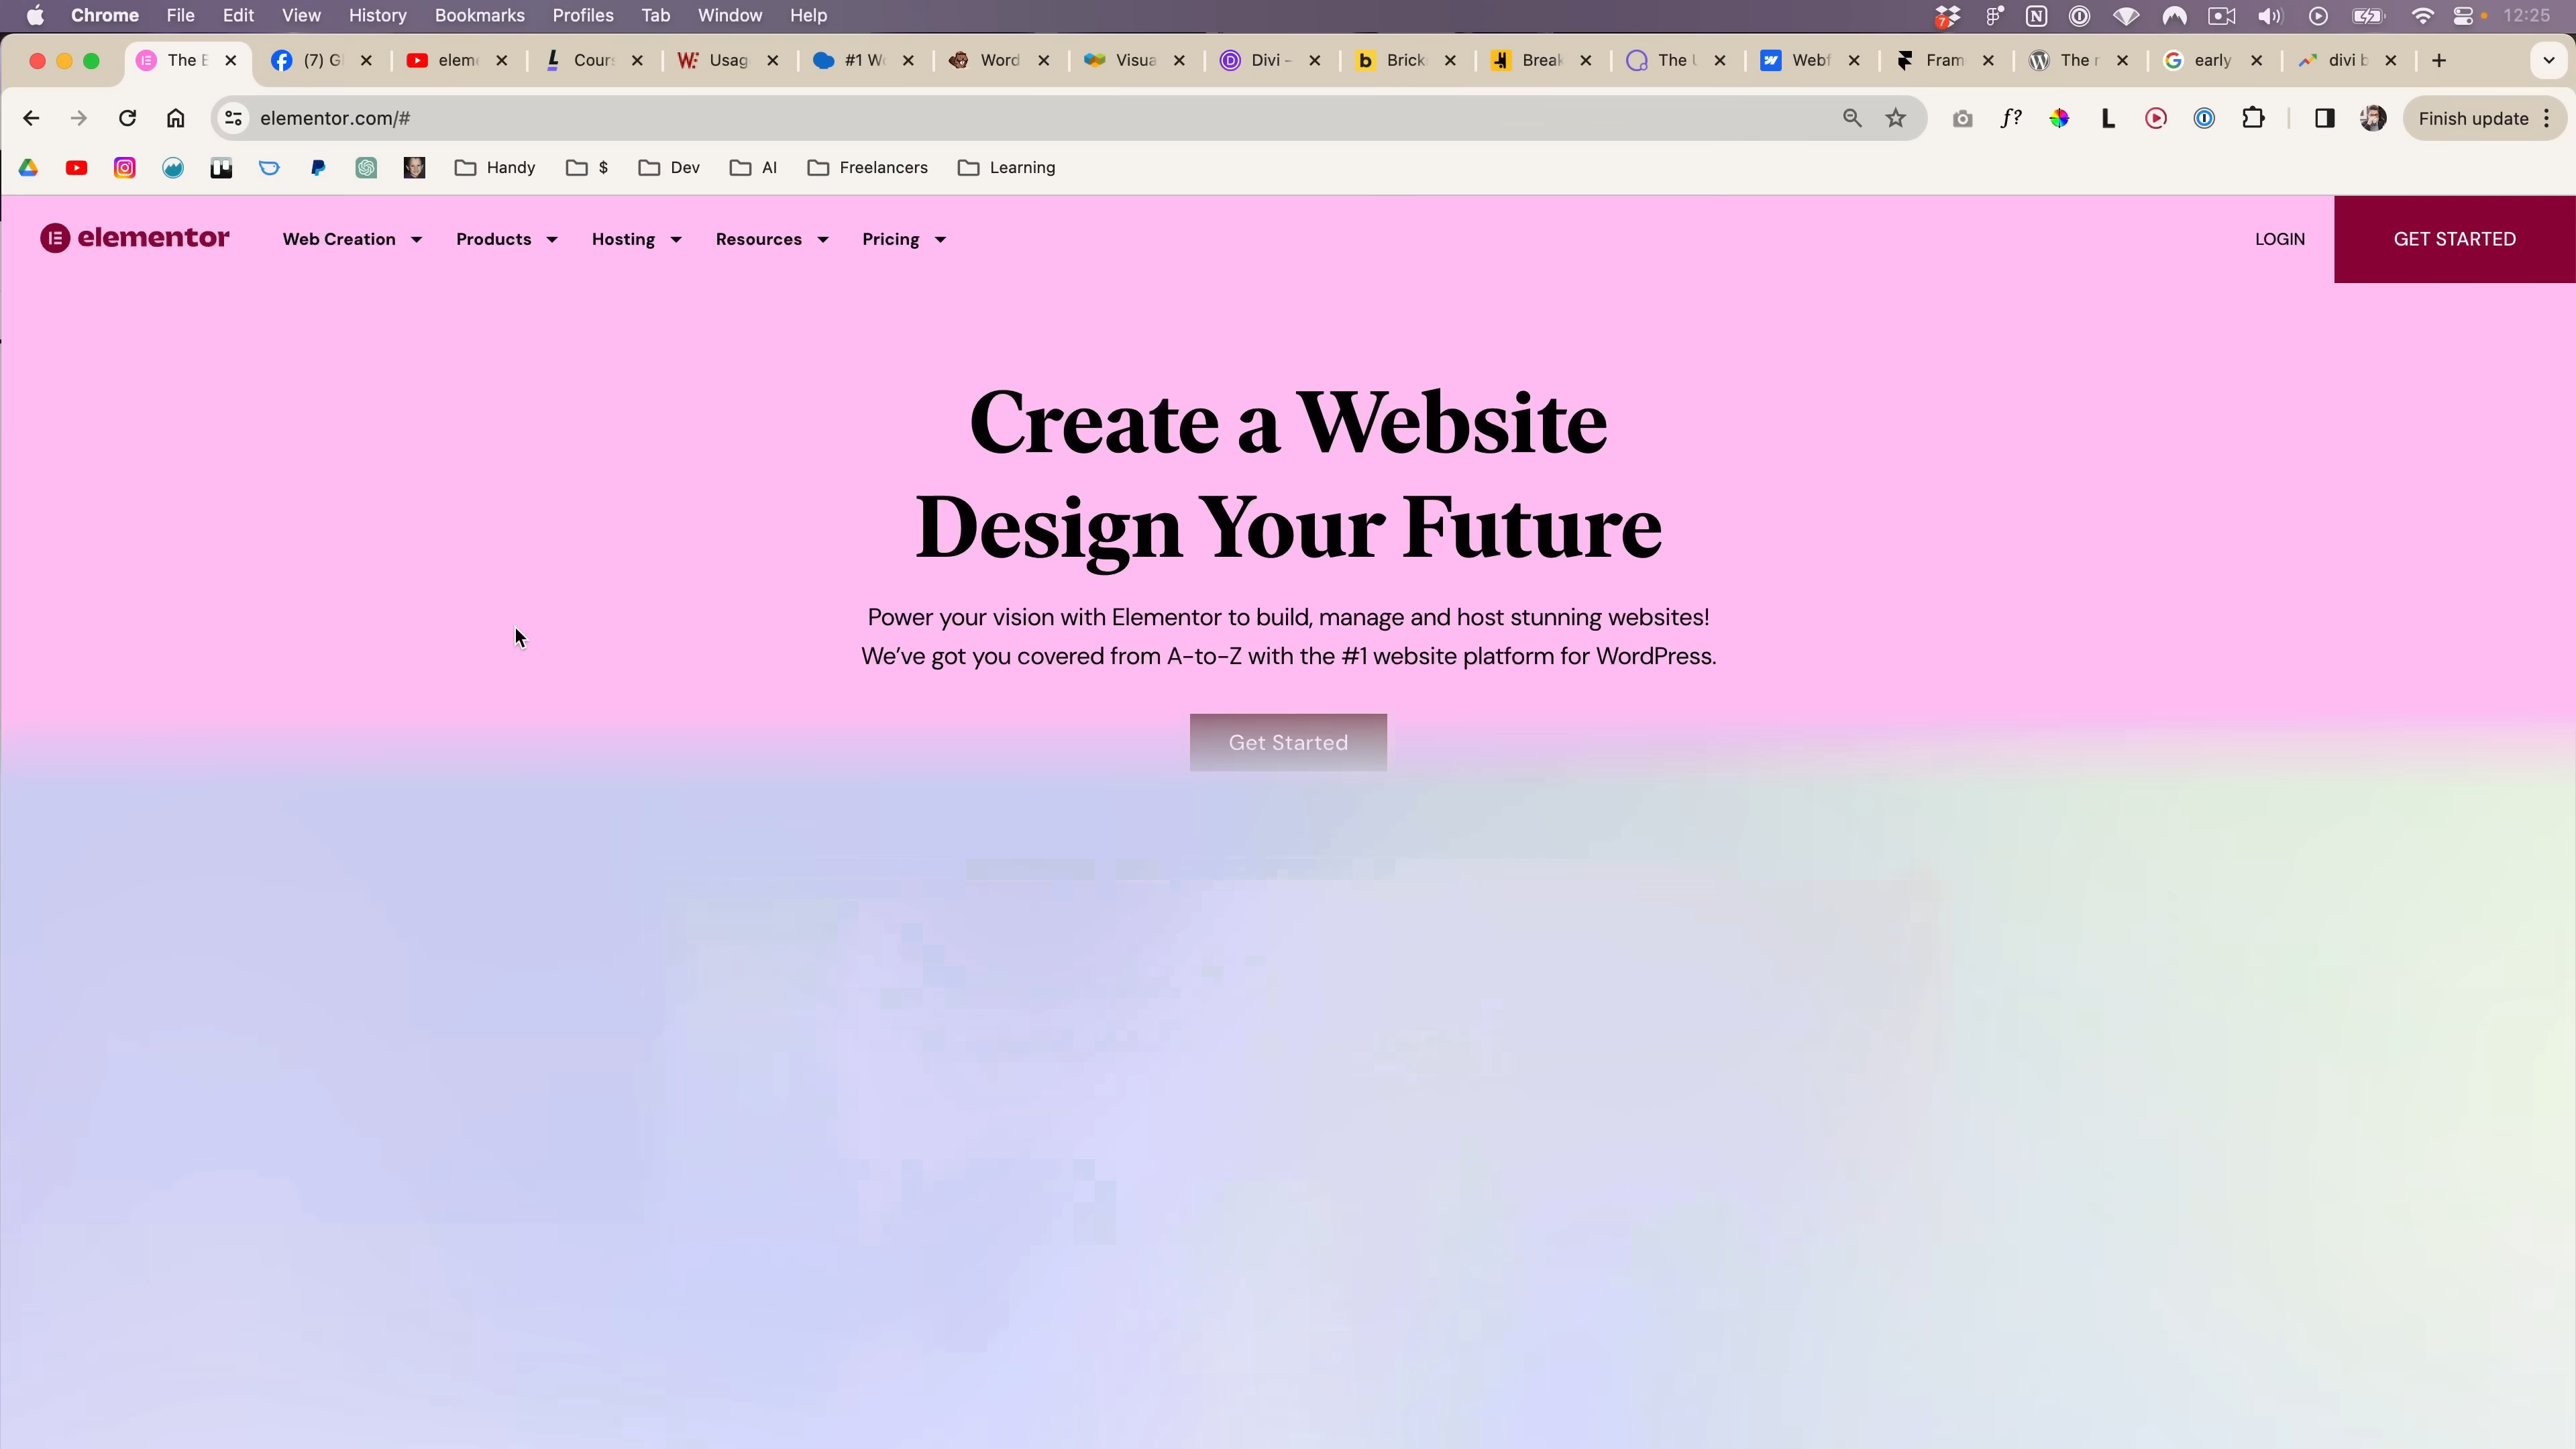 Chrome File Edit View History Bookmarks Profiles Tab Window Help 7 12:25
The E (7) G elem Cours Usag #1 W Word Visua Divi – Brick Break The Webf Fram The r early divi b
elementor.com/# f? L Finish update
Handy $ Dev AI Freelancers Learning
elementor Web Creation Products Hosting Resources Pricing LOGIN GET STARTED
Create a Website
Design Your Future
Power your vision with Elementor to build, manage and host stunning websites!
We’ve got you covered from A-to-Z with the #1 website platform for WordPress.
Get Started